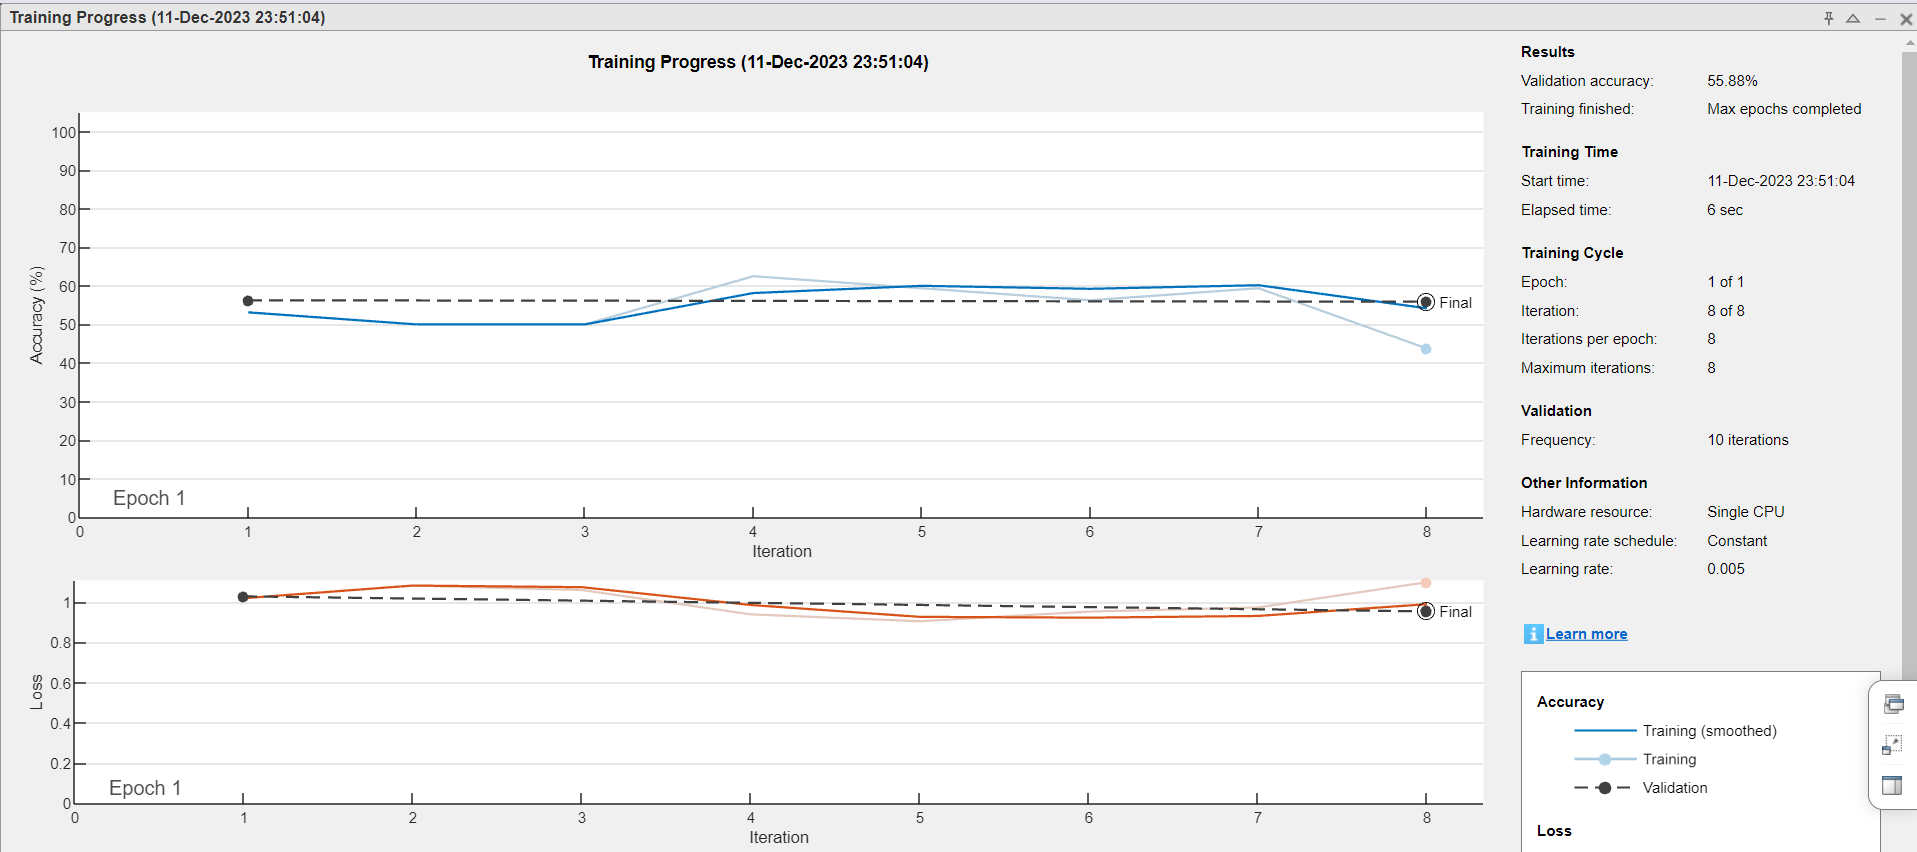 Training Progress (11-Dec-2023 23:51:04)
Training Progress (11-Dec-2023 23:51:04)
Accuracy (%)
100
90
80
70
60
50
40
30
20
10
0
Final
Epoch 1
0 1 2 3 4 5 6 7 8
Iteration
Loss
1
0.8
0.6
0.4
0.2
0
Final
Epoch 1
0 1 2 3 4 5 6 7 8
Iteration
Results
Validation accuracy: 55.88%
Training finished: Max epochs completed
Training Time
Start time: 11-Dec-2023 23:51:04
Elapsed time: 6 sec
Training Cycle
Epoch: 1 of 1
Iteration: 8 of 8
Iterations per epoch: 8
Maximum iterations: 8
Validation
Frequency: 10 iterations
Other Information
Hardware resource: Single CPU
Learning rate schedule: Constant
Learning rate: 0.005
i Learn more
Accuracy
Training (smoothed)
Training
Validation
Loss